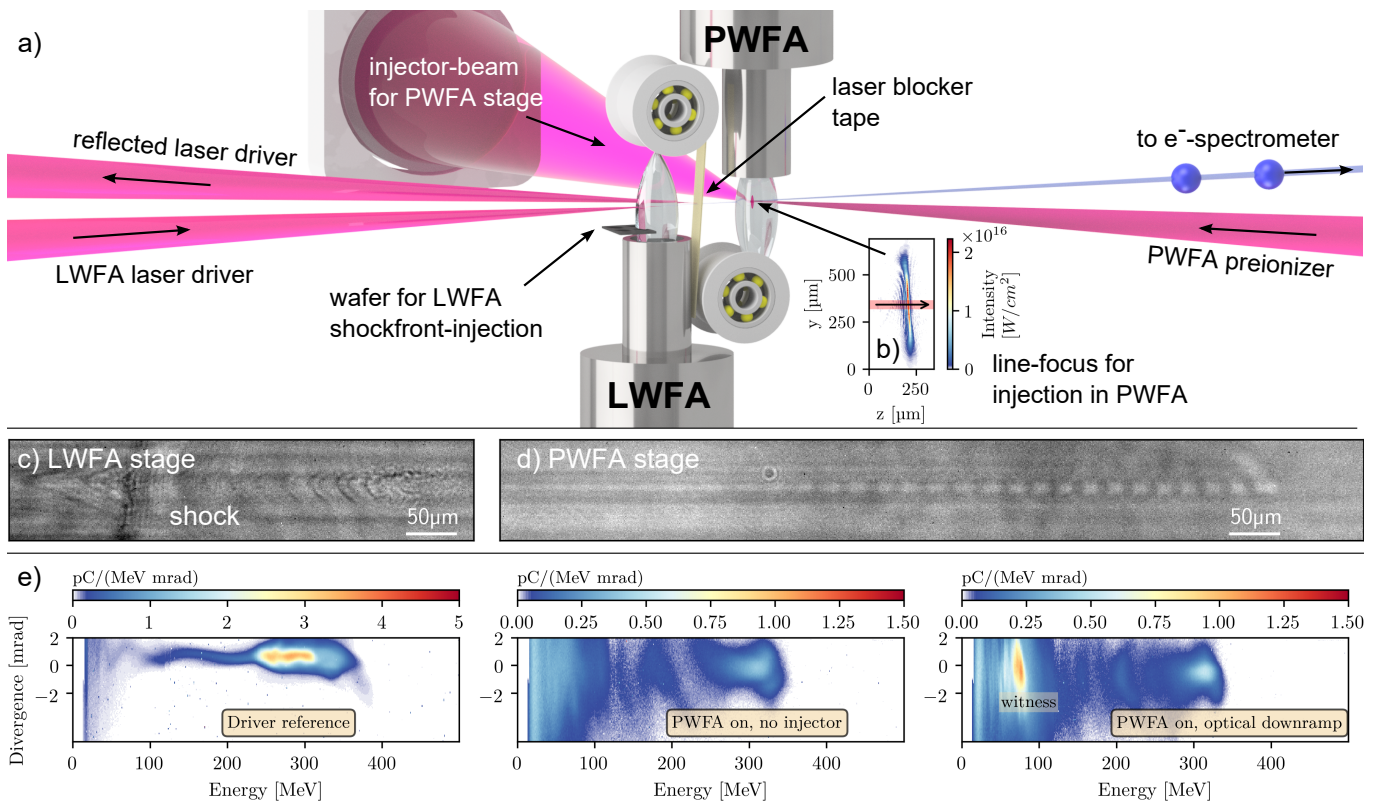 a)
PWFA
injector-beam
for PWFA stage
laser blocker
tape
reflected laser driver
to e⁻-spectrometer
LWFA laser driver
PWFA preionizer
wafer for LWFA
shockfront-injection
LWFA
×10¹⁶
2
1
0
Intensity
[W/cm²]
500
250
0
y [µm]
b)
0
250
z [µm]
line-focus for
injection in PWFA
c) LWFA stage
shock
50µm
d) PWFA stage
50µm
e)
pC/(MeV mrad)
0 1 2 3 4 5
2
0
−2
Divergence [mrad]
Driver reference
0 100 200 300 400
Energy [MeV]
pC/(MeV mrad)
0.00 0.25 0.50 0.75 1.00 1.25 1.50
2
0
−2
PWFA on, no injector
0 100 200 300 400
Energy [MeV]
pC/(MeV mrad)
0.00 0.25 0.50 0.75 1.00 1.25 1.50
2
0
−2
witness
PWFA on, optical downramp
0 100 200 300 400
Energy [MeV]